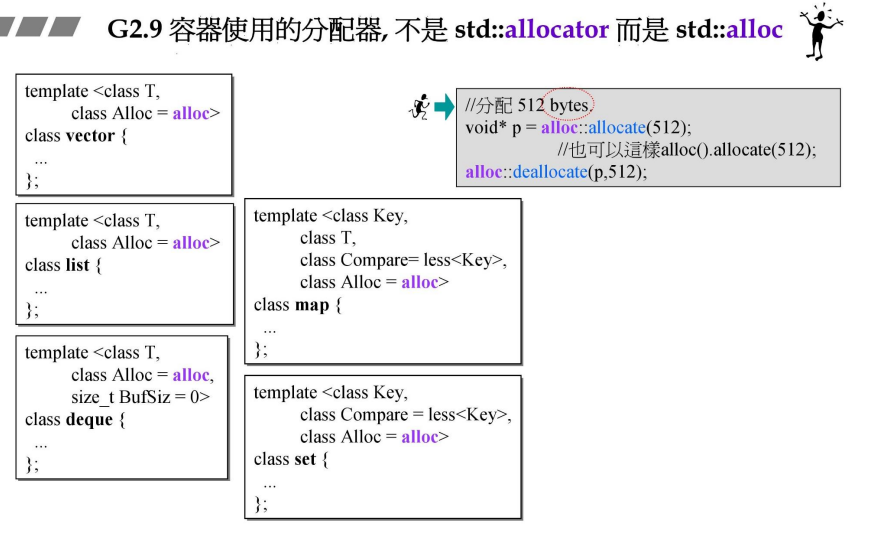 G2.9 容器使用的分配器, 不是 std::allocator 而是 std::alloc
template <class T,
class Alloc = alloc>
class vector {
...
};
template <class T,
class Alloc = alloc>
class list {
...
};
template <class T,
class Alloc = alloc,
size_t BufSiz = 0>
class deque {
...
};
template <class Key,
class T,
class Compare= less<Key>,
class Alloc = alloc>
class map {
...
};
template <class Key,
class Compare = less<Key>,
class Alloc = alloc>
class set {
...
};
//分配 512 bytes.
void* p = alloc::allocate(512);
//也可以這樣alloc().allocate(512);
alloc::deallocate(p,512);